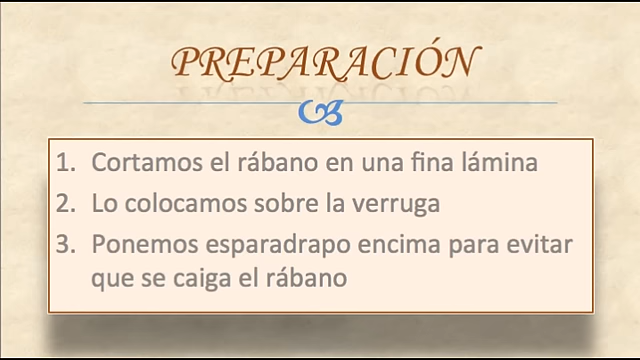 PREPARACIÓN
1. Cortamos el rábano en una fina lámina
2. Lo colocamos sobre la verruga
3. Ponemos esparadrapo encima para evitar
que se caiga el rábano